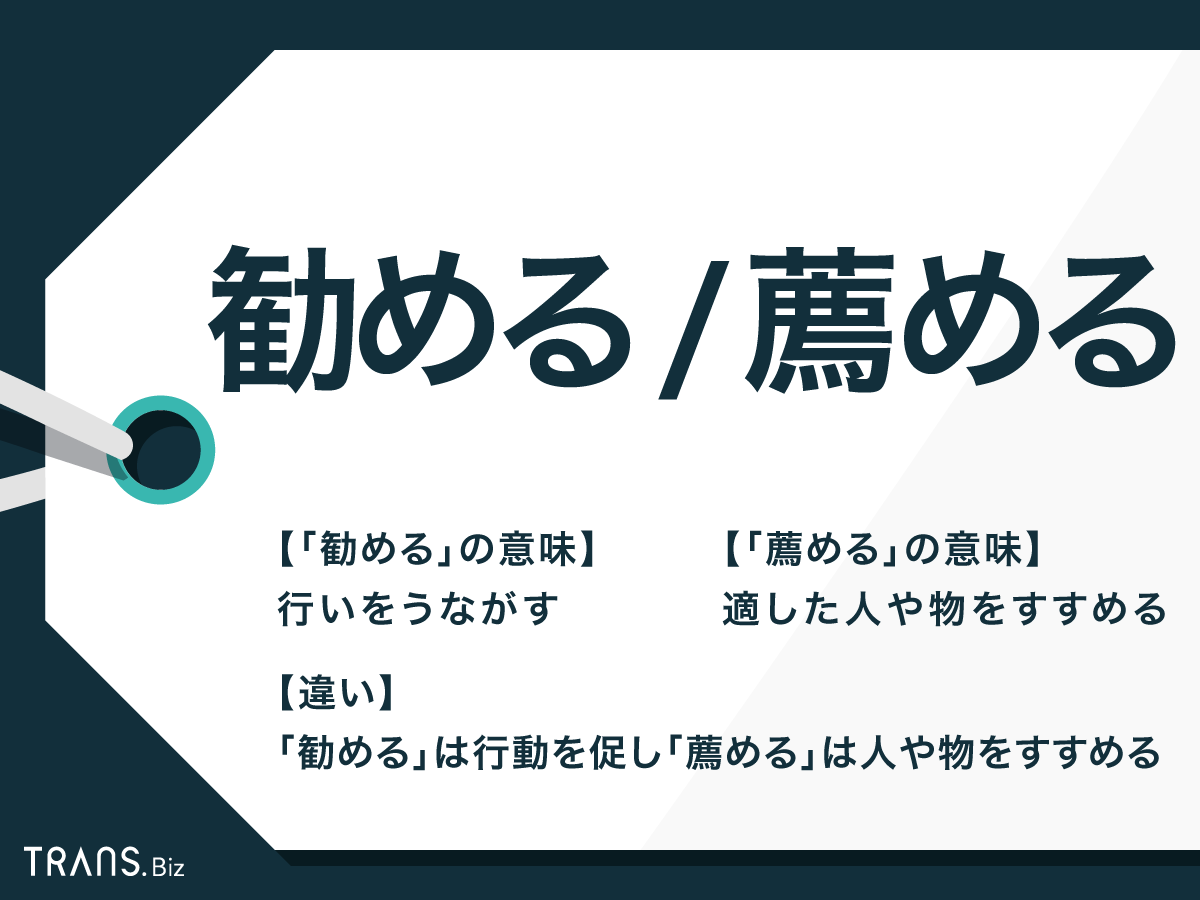 勧める/薦める
【「勧める」の意味】
行いをうながす
【「薦める」の意味】
適した人や物をすすめる
【違い】
「勧める」は行動を促し「薦める」は人や物をすすめる
TRANS.Biz